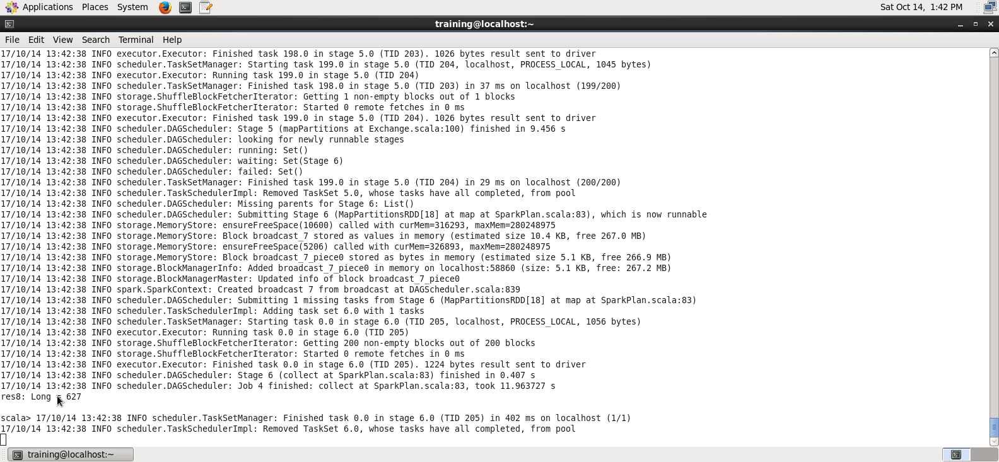 Applications Places System Sat Oct 14, 1:42 PM
training@localhost:~
File Edit View Search Terminal Help
17/10/14 13:42:38 INFO executor.Executor: Finished task 198.0 in stage 5.0 (TID 203). 1026 bytes result sent to driver
17/10/14 13:42:38 INFO scheduler.TaskSetManager: Starting task 199.0 in stage 5.0 (TID 204, localhost, PROCESS_LOCAL, 1045 bytes)
17/10/14 13:42:38 INFO executor.Executor: Running task 199.0 in stage 5.0 (TID 204)
17/10/14 13:42:38 INFO scheduler.TaskSetManager: Finished task 198.0 in stage 5.0 (TID 203) in 37 ms on localhost (199/200)
17/10/14 13:42:38 INFO storage.ShuffleBlockFetcherIterator: Getting 1 non-empty blocks out of 1 blocks
17/10/14 13:42:38 INFO storage.ShuffleBlockFetcherIterator: Started 0 remote fetches in 0 ms
17/10/14 13:42:38 INFO executor.Executor: Finished task 199.0 in stage 5.0 (TID 204). 1026 bytes result sent to driver
17/10/14 13:42:38 INFO scheduler.DAGScheduler: Stage 5 (mapPartitions at Exchange.scala:100) finished in 9.456 s
17/10/14 13:42:38 INFO scheduler.DAGScheduler: looking for newly runnable stages
17/10/14 13:42:38 INFO scheduler.DAGScheduler: running: Set()
17/10/14 13:42:38 INFO scheduler.DAGScheduler: waiting: Set(Stage 6)
17/10/14 13:42:38 INFO scheduler.DAGScheduler: failed: Set()
17/10/14 13:42:38 INFO scheduler.TaskSetManager: Finished task 199.0 in stage 5.0 (TID 204) in 29 ms on localhost (200/200)
17/10/14 13:42:38 INFO scheduler.TaskSchedulerImpl: Removed TaskSet 5.0, whose tasks have all completed, from pool
17/10/14 13:42:38 INFO scheduler.DAGScheduler: Missing parents for Stage 6: List()
17/10/14 13:42:38 INFO scheduler.DAGScheduler: Submitting Stage 6 (MapPartitionsRDD[18] at map at SparkPlan.scala:83), which is now runnable
17/10/14 13:42:38 INFO storage.MemoryStore: ensureFreeSpace(10600) called with curMem=316293, maxMem=280248975
17/10/14 13:42:38 INFO storage.MemoryStore: Block broadcast_7 stored as values in memory (estimated size 10.4 KB, free 267.0 MB)
17/10/14 13:42:38 INFO storage.MemoryStore: ensureFreeSpace(5206) called with curMem=326893, maxMem=280248975
17/10/14 13:42:38 INFO storage.MemoryStore: Block broadcast_7_piece0 stored as bytes in memory (estimated size 5.1 KB, free 266.9 MB)
17/10/14 13:42:38 INFO storage.BlockManagerInfo: Added broadcast_7_piece0 in memory on localhost:58860 (size: 5.1 KB, free: 267.2 MB)
17/10/14 13:42:38 INFO storage.BlockManagerMaster: Updated info of block broadcast_7_piece0
17/10/14 13:42:38 INFO spark.SparkContext: Created broadcast 7 from broadcast at DAGScheduler.scala:839
17/10/14 13:42:38 INFO scheduler.DAGScheduler: Submitting 1 missing tasks from Stage 6 (MapPartitionsRDD[18] at map at SparkPlan.scala:83)
17/10/14 13:42:38 INFO scheduler.TaskSchedulerImpl: Adding task set 6.0 with 1 tasks
17/10/14 13:42:38 INFO scheduler.TaskSetManager: Starting task 0.0 in stage 6.0 (TID 205, localhost, PROCESS_LOCAL, 1056 bytes)
17/10/14 13:42:38 INFO executor.Executor: Running task 0.0 in stage 6.0 (TID 205)
17/10/14 13:42:38 INFO storage.ShuffleBlockFetcherIterator: Getting 200 non-empty blocks out of 200 blocks
17/10/14 13:42:38 INFO storage.ShuffleBlockFetcherIterator: Started 0 remote fetches in 0 ms
17/10/14 13:42:38 INFO executor.Executor: Finished task 0.0 in stage 6.0 (TID 205). 1224 bytes result sent to driver
17/10/14 13:42:38 INFO scheduler.DAGScheduler: Stage 6 (collect at SparkPlan.scala:83) finished in 0.407 s
17/10/14 13:42:38 INFO scheduler.DAGScheduler: Job 4 finished: collect at SparkPlan.scala:83, took 11.963727 s
res8: Long = 627
scala> 17/10/14 13:42:38 INFO scheduler.TaskSetManager: Finished task 0.0 in stage 6.0 (TID 205) in 402 ms on localhost (1/1)
17/10/14 13:42:38 INFO scheduler.TaskSchedulerImpl: Removed TaskSet 6.0, whose tasks have all completed, from pool
training@localhost:~